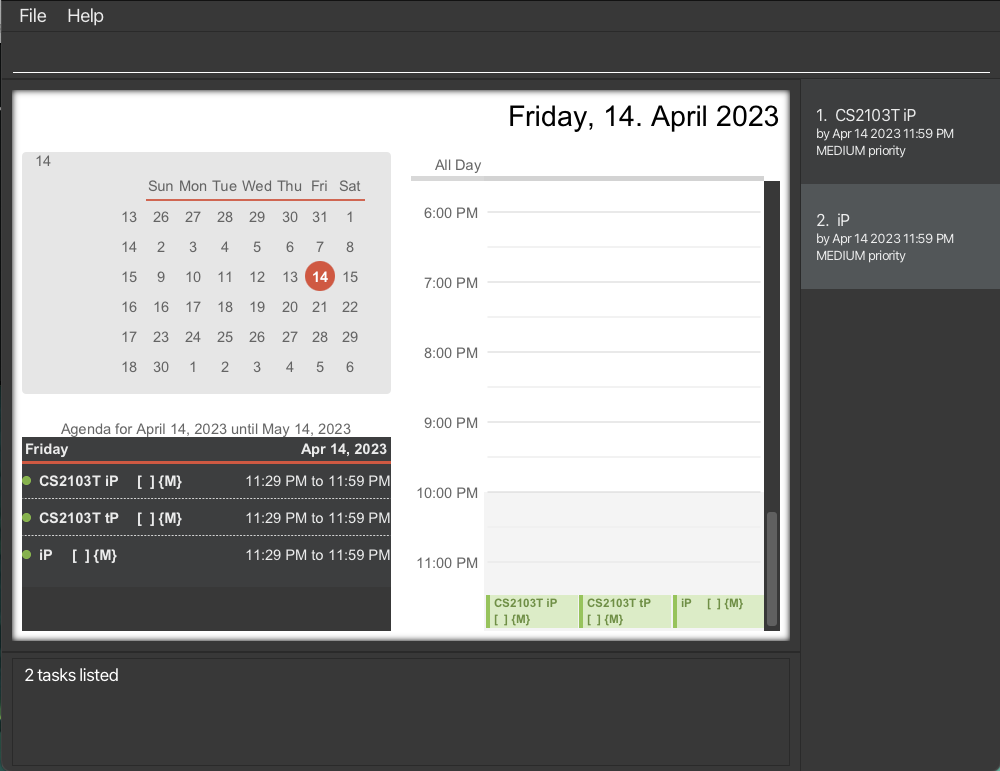 File Help
Friday, 14. April 2023
14
Sun Mon Tue Wed Thu Fri Sat
13 26 27 28 29 30 31 1
14 2 3 4 5 6 7 8
15 9 10 11 12 13 14 15
16 16 17 18 19 20 21 22
17 23 24 25 26 27 28 29
18 30 1 2 3 4 5 6
Agenda for April 14, 2023 until May 14, 2023
Friday Apr 14, 2023
CS2103T iP [ ] {M} 11:29 PM to 11:59 PM
CS2103T tP [ ] {M} 11:29 PM to 11:59 PM
iP [ ] {M} 11:29 PM to 11:59 PM
All Day
6:00 PM
7:00 PM
8:00 PM
9:00 PM
10:00 PM
11:00 PM
CS2103T iP
[ ] {M}
CS2103T tP
[ ] {M}
iP [ ] {M}
1. CS2103T iP
by Apr 14 2023 11:59 PM
MEDIUM priority
2. iP
by Apr 14 2023 11:59 PM
MEDIUM priority
2 tasks listed